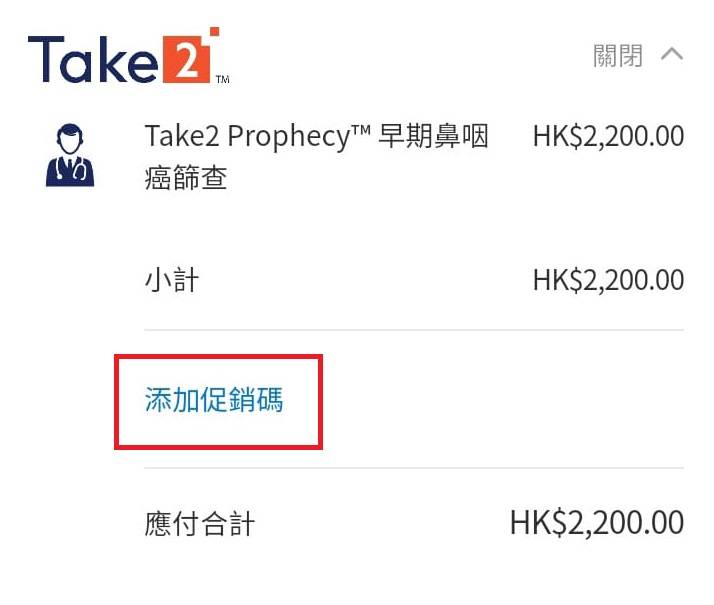 Take2™
關閉
Take2 Prophecy™ 早期鼻咽 HK$2,200.00
癌篩查
小計 HK$2,200.00
添加促銷碼
應付合計 HK$2,200.00